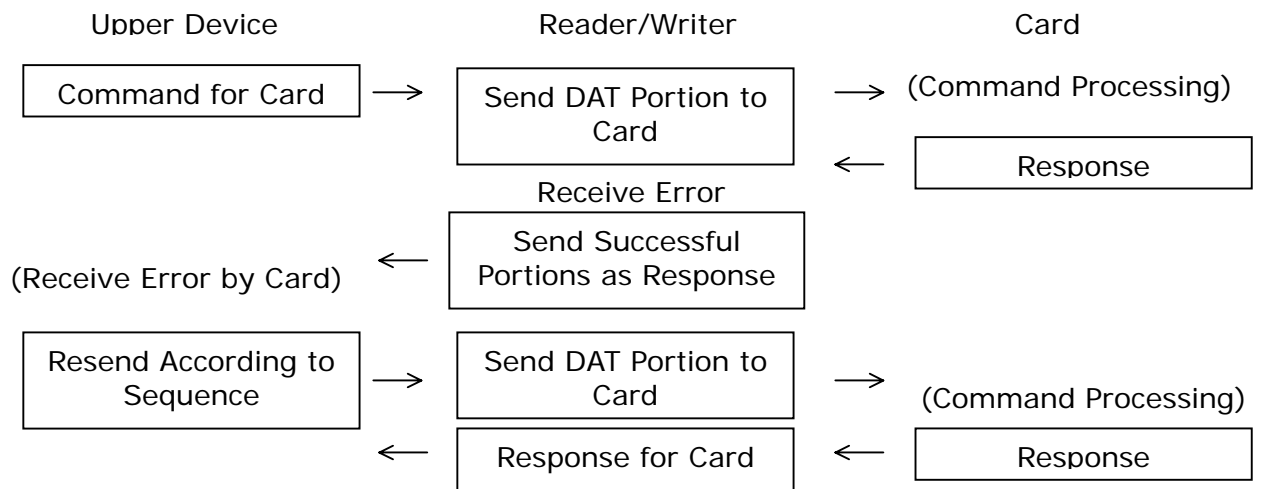 Upper Device
Reader/Writer
Card
Command for Card
Send DAT Portion to
Card
(Command Processing)
Response
Receive Error
Send Successful
Portions as Response
(Receive Error by Card)
Resend According to
Sequence
Send DAT Portion to
Card
(Command Processing)
Response for Card
Response